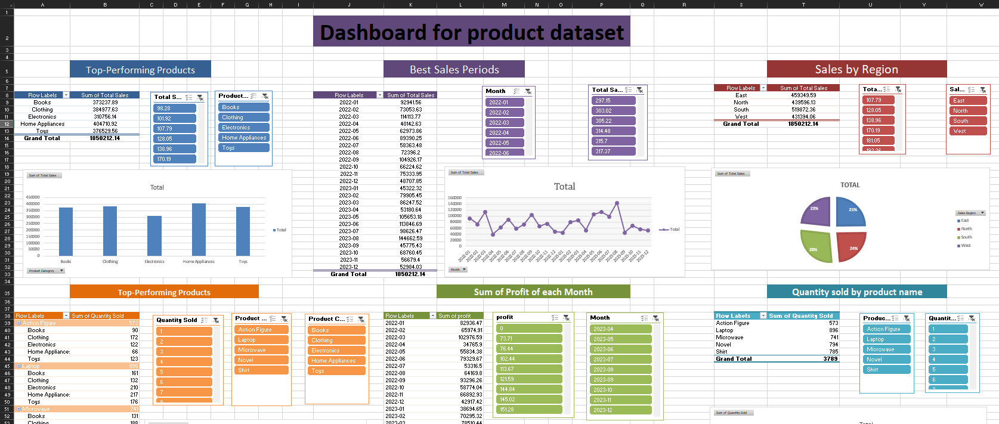 A B C D E F G H I J K L M N O P Q R S T U V W
Dashboard for product dataset
Top-Performing Products
Row Labels Sum of Total Sales
Books 373237.89
Clothing 384977.63
Electronics 310756.14
Home Appliances 404710.92
Toys 376529.56
Grand Total 1850212.14
Total S...
98.28
101.92
107.79
128.05
138.96
170.19
Product...
Books
Clothing
Electronics
Home Appliances
Toys
Sum of Total Sales
Total
450000
400000
350000
300000
250000
200000
150000
100000
50000
0
Books Clothing Electronics Home Appliances Toys
Total
Product Category
Best Sales Periods
Row Labels Sum of Total Sales
2022-01 92941.56
2022-02 73053.63
2022-03 114113.77
2022-04 40142.63
2022-05 62973.86
2022-06 89390.25
2022-07 58363.48
2022-08 72396.2
2022-09 104926.17
2022-10 66224.62
2022-11 75333.95
2022-12 48707.85
2023-01 45322.32
2023-02 79905.45
2023-03 86247.52
2023-04 53180.64
2023-05 105653.18
2023-06 113846.69
2023-07 98626.47
2023-08 144662.59
2023-09 45775.43
2023-10 68760.45
2023-11 56679.4
2023-12 52984.03
Grand Total 1850212.14
Month
2022-01
2022-02
2022-03
2022-04
2022-05
2022-06
Total Sa...
297.15
303.02
305.22
314.48
315.7
317.37
Sum of Total Sales
Total
160000
140000
120000
100000
80000
60000
40000
20000
0
2022-01 2022-02 2022-03 2022-04 2022-05 2022-06 2022-07 2022-08 2022-09 2022-10 2022-11 2022-12 2023-01 2023-02 2023-03 2023-04 2023-05 2023-06 2023-07 2023-08 2023-09 2023-10 2023-11 2023-12
Total
Month
Sales by Region
Row Labels Sum of Total Sales
East 459349.59
North 439596.13
South 519872.36
West 431394.06
Grand Total 1850212.14
Tota...
107.79
128.05
138.96
170.19
181.05
Sal...
East
North
South
West
Sum of Total Sales
TOTAL
23% 25%
28% 24%
Sales Region
East
North
South
West
Top-Performing Products
Row Labels Sum of Quantity Sold
Action Figure 573
Books 90
Clothing 172
Electronics 122
Home Appliance: 66
Toys 123
Laptop 896
Books 161
Clothing 132
Electronics 210
Home Appliance: 217
Toys 176
Microwave 741
Books 131
Clothing 188
Quantity Sold
1
2
3
4
5
6
7
8
Product ...
Action Figure
Laptop
Microwave
Novel
Shirt
Product C...
Books
Clothing
Electronics
Home Appliances
Toys
Sum of Profit of each Month
Row Labels Sum of profit
2022-01 82936.47
2022-02 65974.91
2022-03 102976.59
2022-04 34765.9
2022-05 55834.38
2022-06 79329.67
2022-07 53316.5
2022-08 64169.8
2022-09 93296.26
2022-10 58774.04
2022-11 66892.93
2022-12 42917.42
2023-01 38694.65
2023-02 70295.32
2023-03 78510.44
profit
0
73.71
76.44
102.44
113.67
121.59
144.84
145.02
151.28
Month
2023-04
2023-05
2023-06
2023-07
2023-08
2023-09
2023-10
2023-11
2023-12
Quantity sold by product name
Row Labels Sum of Quantity Sold
Action Figure 573
Laptop 896
Microwave 741
Novel 794
Shirt 785
Grand Total 3789
Produc...
Action Figure
Laptop
Microwave
Novel
Shirt
Quantit...
1
2
3
4
5
6
Sum of Quantity Sold